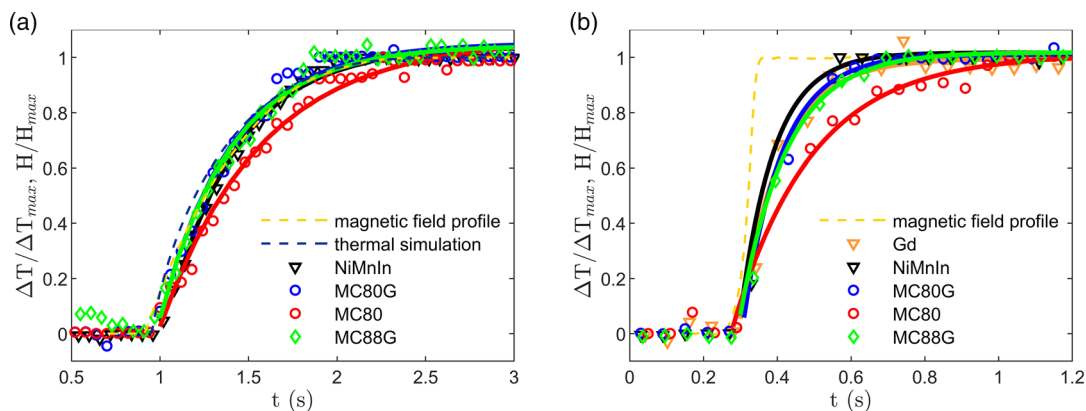 (a)
ΔT/ΔT_max, H/H_max
1
0.8
0.6
0.4
0.2
0
0.5
1
1.5
2
2.5
3
t (s)
magnetic field profile
thermal simulation
NiMnIn
MC80G
MC80
MC88G
(b)
ΔT/ΔT_max, H/H_max
1
0.8
0.6
0.4
0.2
0
0
0.2
0.4
0.6
0.8
1
1.2
t (s)
magnetic field profile
Gd
NiMnIn
MC80G
MC80
MC88G